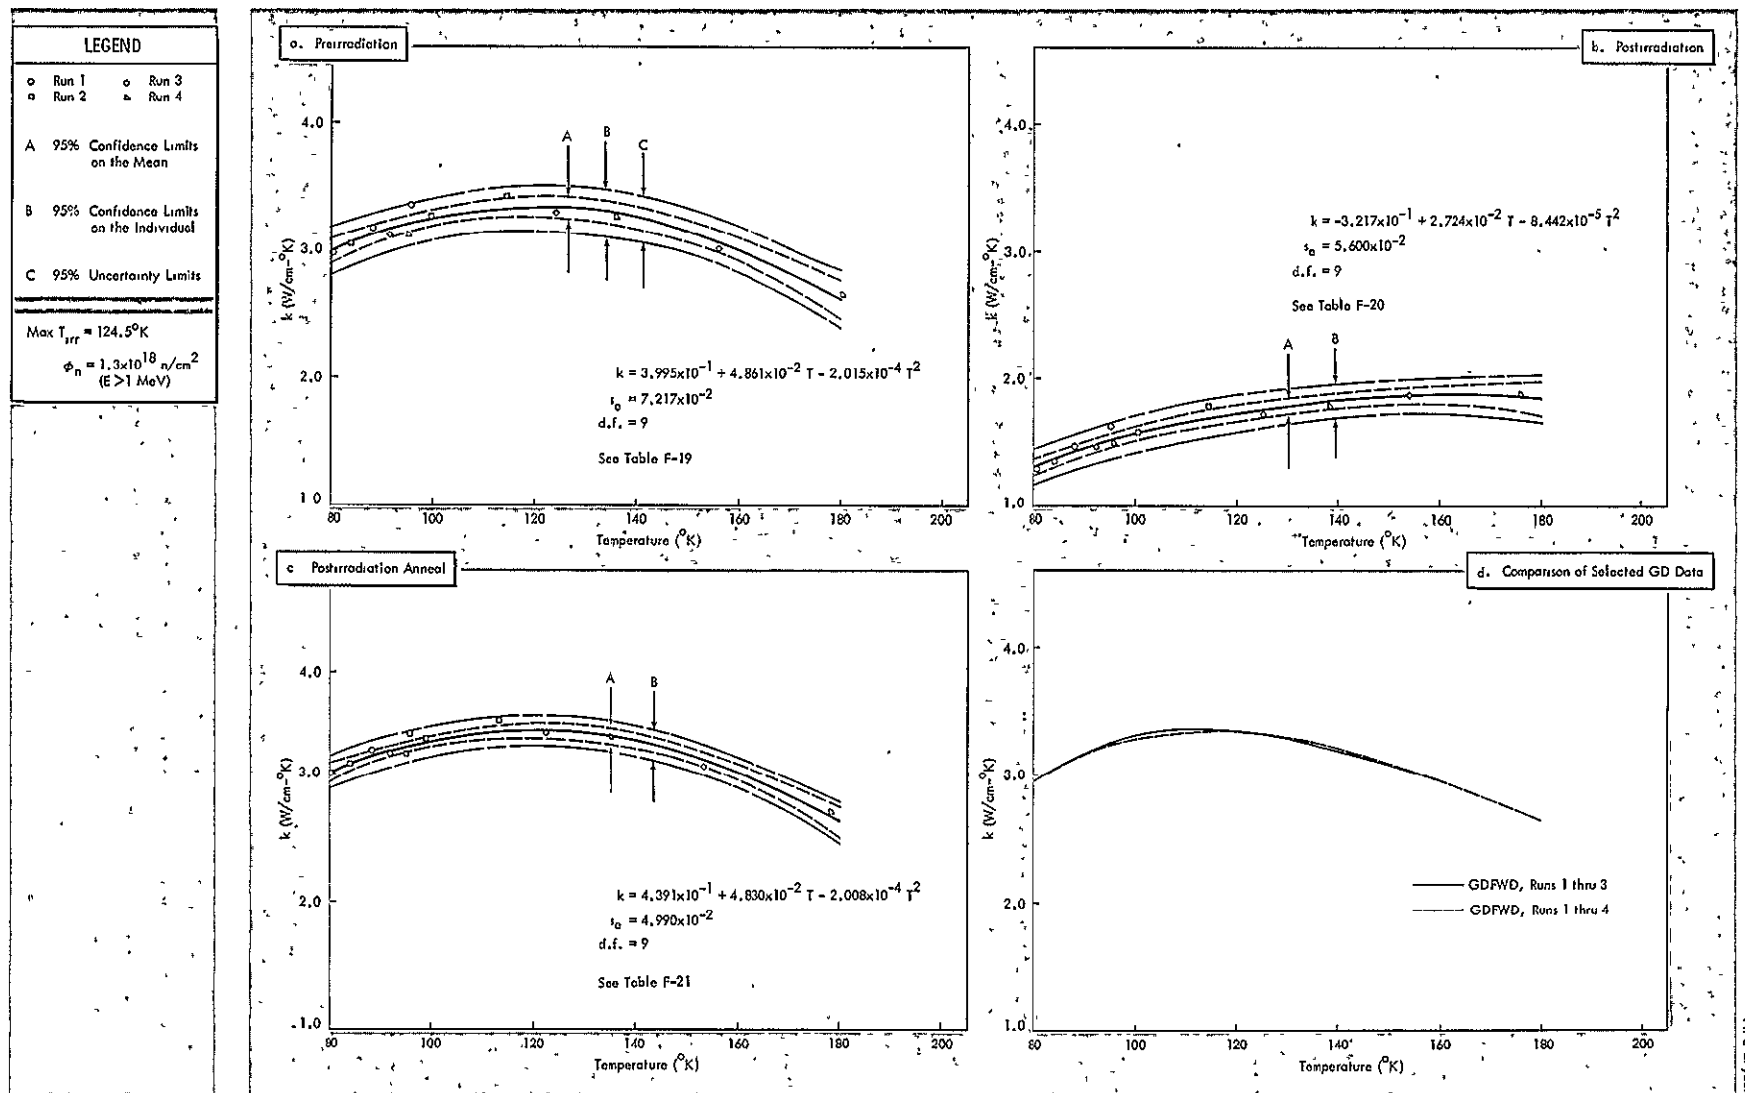 LEGEND
o Run 1 ◇ Run 3
□ Run 2 △ Run 4
A 95% Confidence Limits
on the Mean
B 95% Confidence Limits
on the Individual
C 95% Uncertainty Limits
Max T_irr = 124.5°K
ϕ_n = 1.3x10^18 n/cm^2
(E >1 MeV)
a. Preirradiation
k (W/cm-°K)
4.0
3.0
2.0
1 0
A
B
C
k = 3.995x10^-1 + 4.861x10^-2 T - 2.015x10^-4 T^2
s_e = 7.217x10^-2
d.f. = 9
See Table F-19
80 100 120 140 160 180 200
Temperature (°K)
b. Postirradiation
k (W/cm-°K)
4.0
3.0
2.0
1.0
k = -3.217x10^-1 + 2.724x10^-2 T - 8.442x10^-5 T^2
s_e = 5.600x10^-2
d.f. = 9
See Table F-20
A
B
80 100 120 140 160 180 200
Temperature (°K)
c Postirradiation Anneal
k (W/cm-°K)
4.0
3.0
2.0
1.0
A
B
k = 4.391x10^-1 + 4.830x10^-2 T - 2.008x10^-4 T^2
s_e = 4.990x10^-2
d.f. = 9
See Table F-21
80 100 120 140 160 180 200
Temperature (°K)
d. Comparison of Selected GD Data
k (W/cm-°K)
4.0
3.0
2.0
1.0
GDFWD, Runs 1 thru 3
GDFWD, Runs 1 thru 4
80 100 120 140 160 180 200
Temperature (°K)